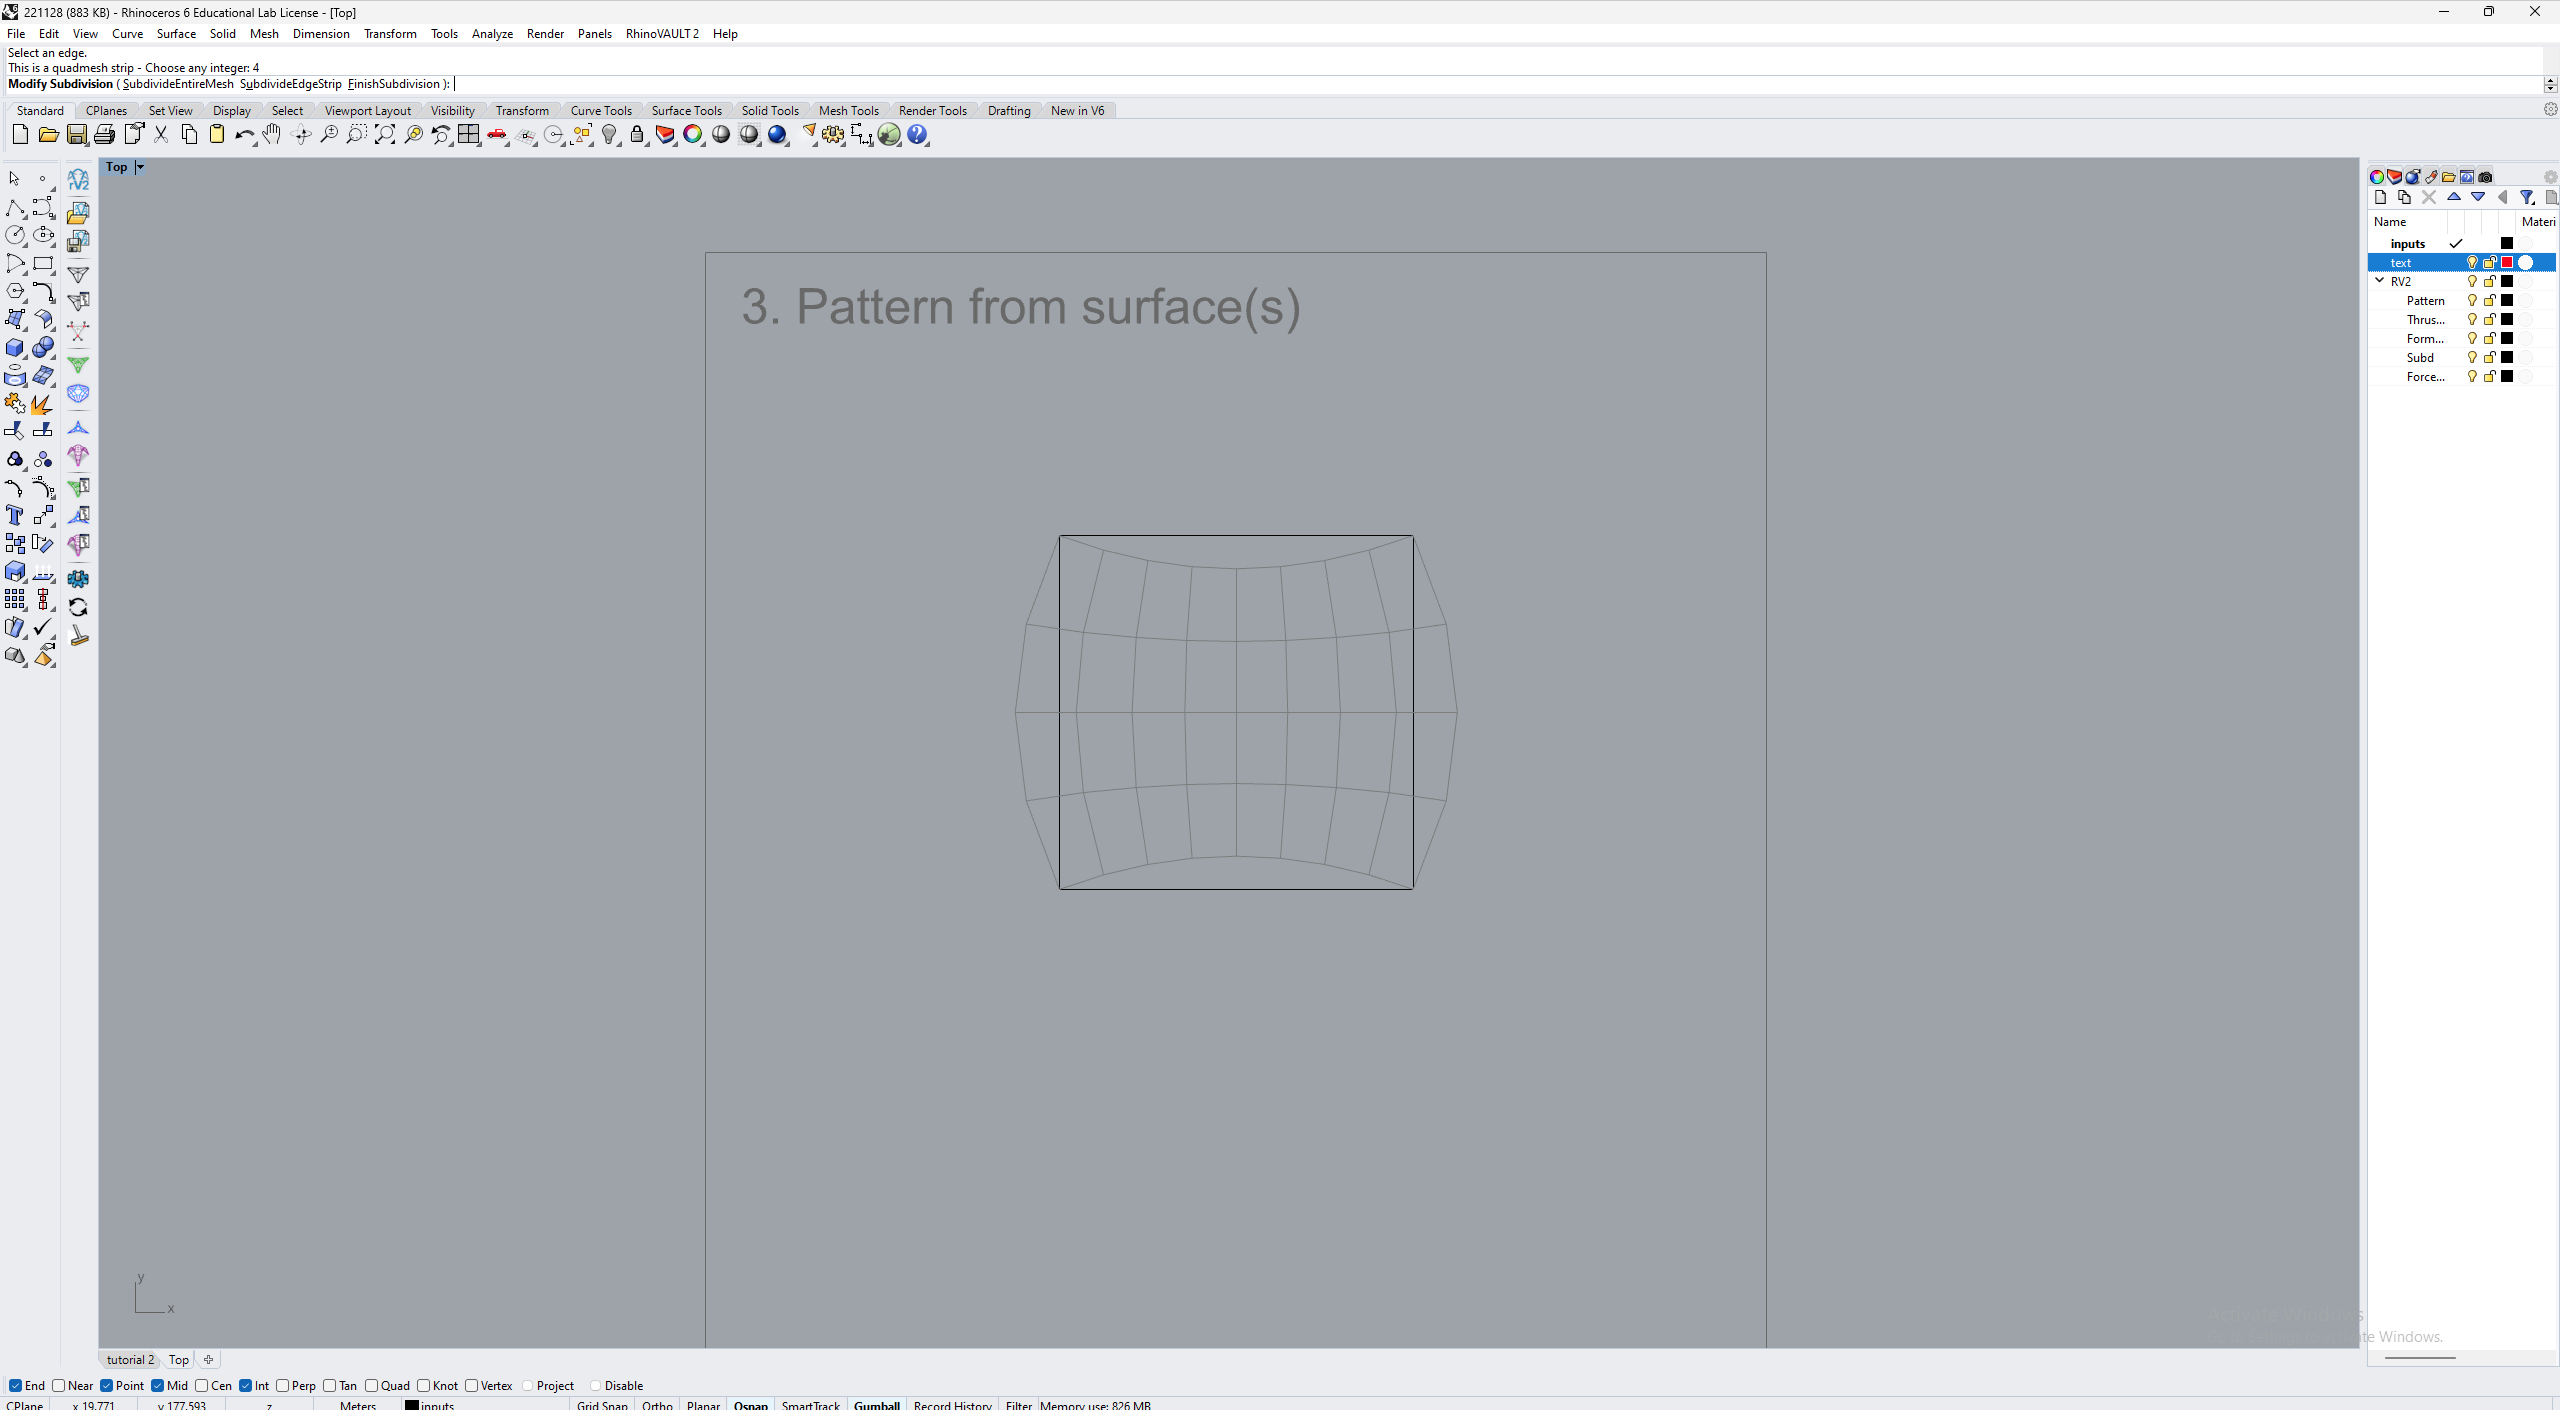 221128 (883 KB) - Rhinoceros 6 Educational Lab License - [Top]
File Edit View Curve Surface Solid Mesh Dimension Transform Tools Analyze Render Panels RhinoVAULT2 Help
Select an edge.
This is a quadmesh strip - Choose any integer: 4
Modify Subdivision ( SubdivideEntireMesh SubdivideEdgeStrip FinishSubdivision ):
Standard CPlanes Set View Display Select Viewport Layout Visibility Transform Curve Tools Surface Tools Solid Tools Mesh Tools Render Tools Drafting New in V6
Top
3. Pattern from surface(s)
y
x
Name Materi
inputs
text
RV2
Pattern
Thrus...
Form...
Subd
Force...
Activate Windows
te Windows.
tutorial 2 Top
End Near Point Mid Cen Int Perp Tan Quad Knot Vertex Project Disable
CPlane x 19.771 y 177.593 z Meters inputs Grid Snap Ortho Planar Osnap SmartTrack Gumball Record History Filter Memory use: 826 MB